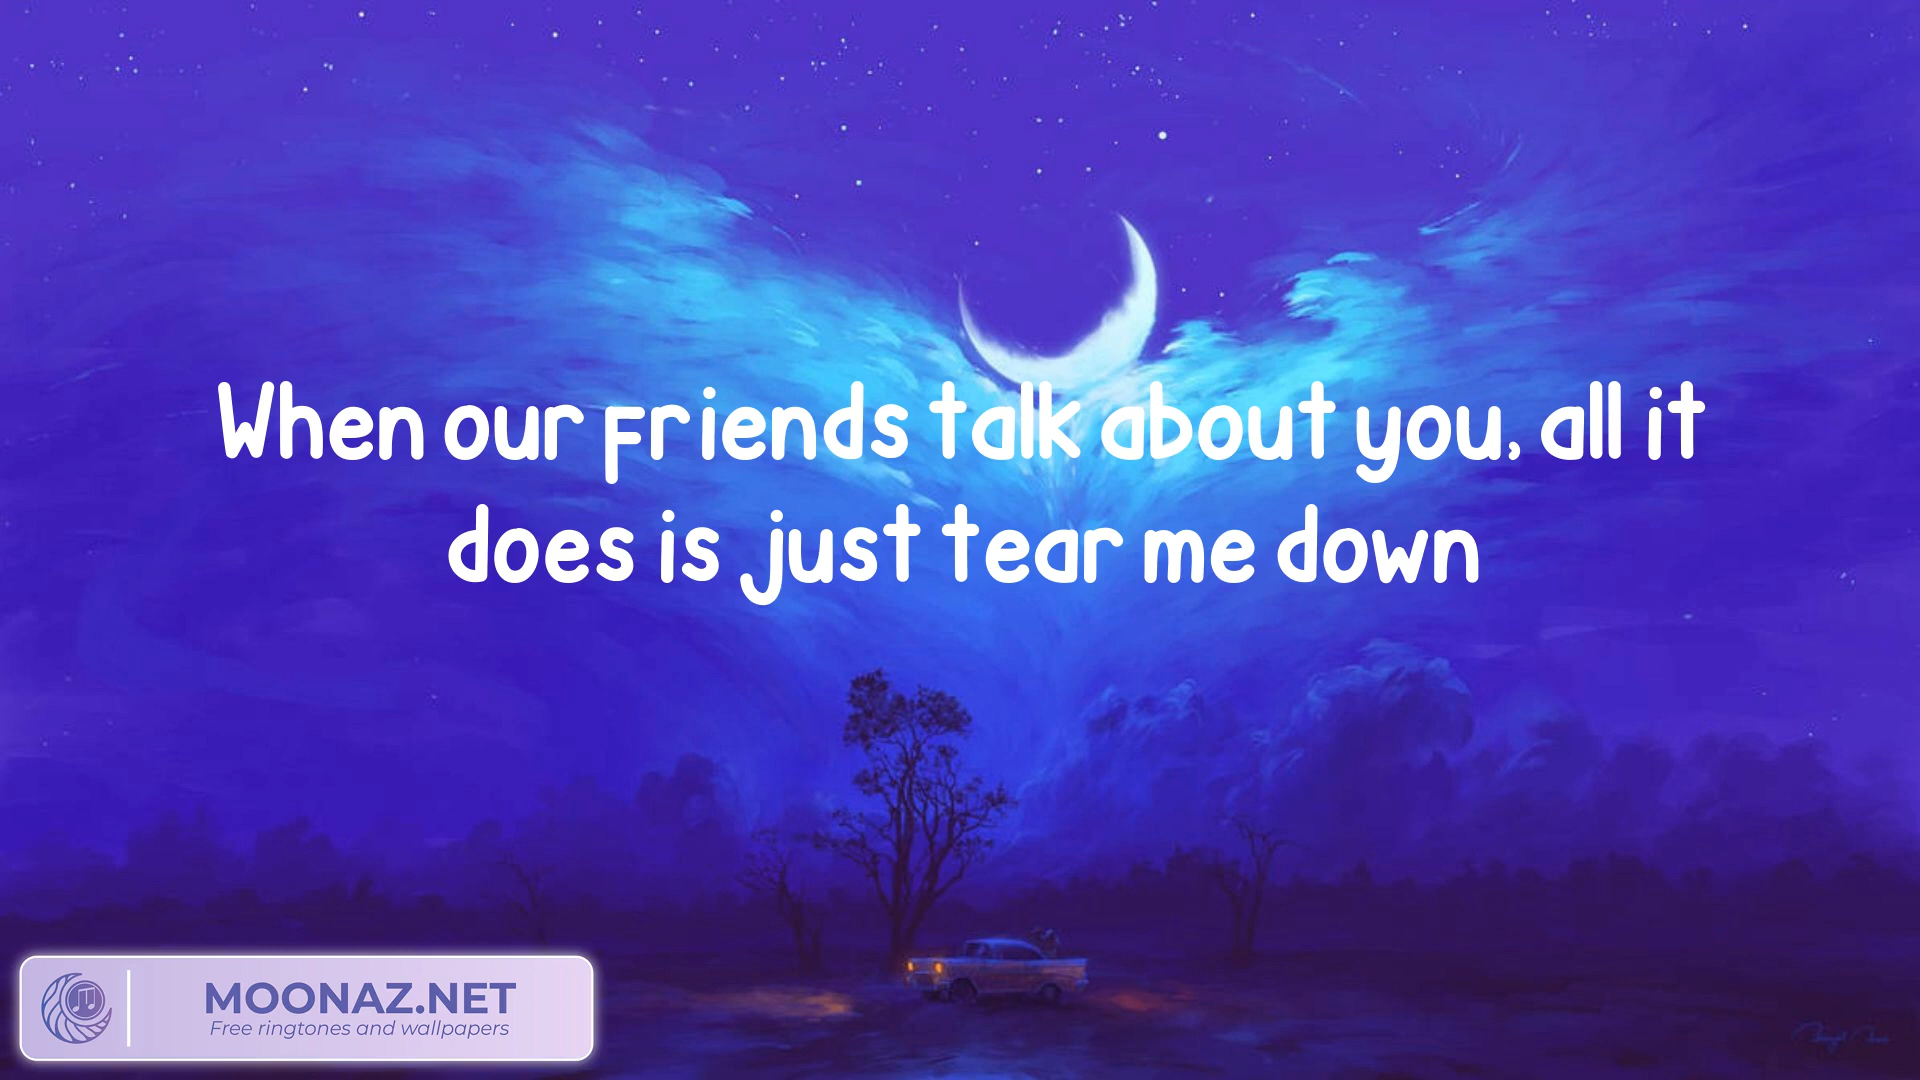 When our friends talk about you, all it
does is just tear me down
MOONAZ.NET
Free ringtones and wallpapers